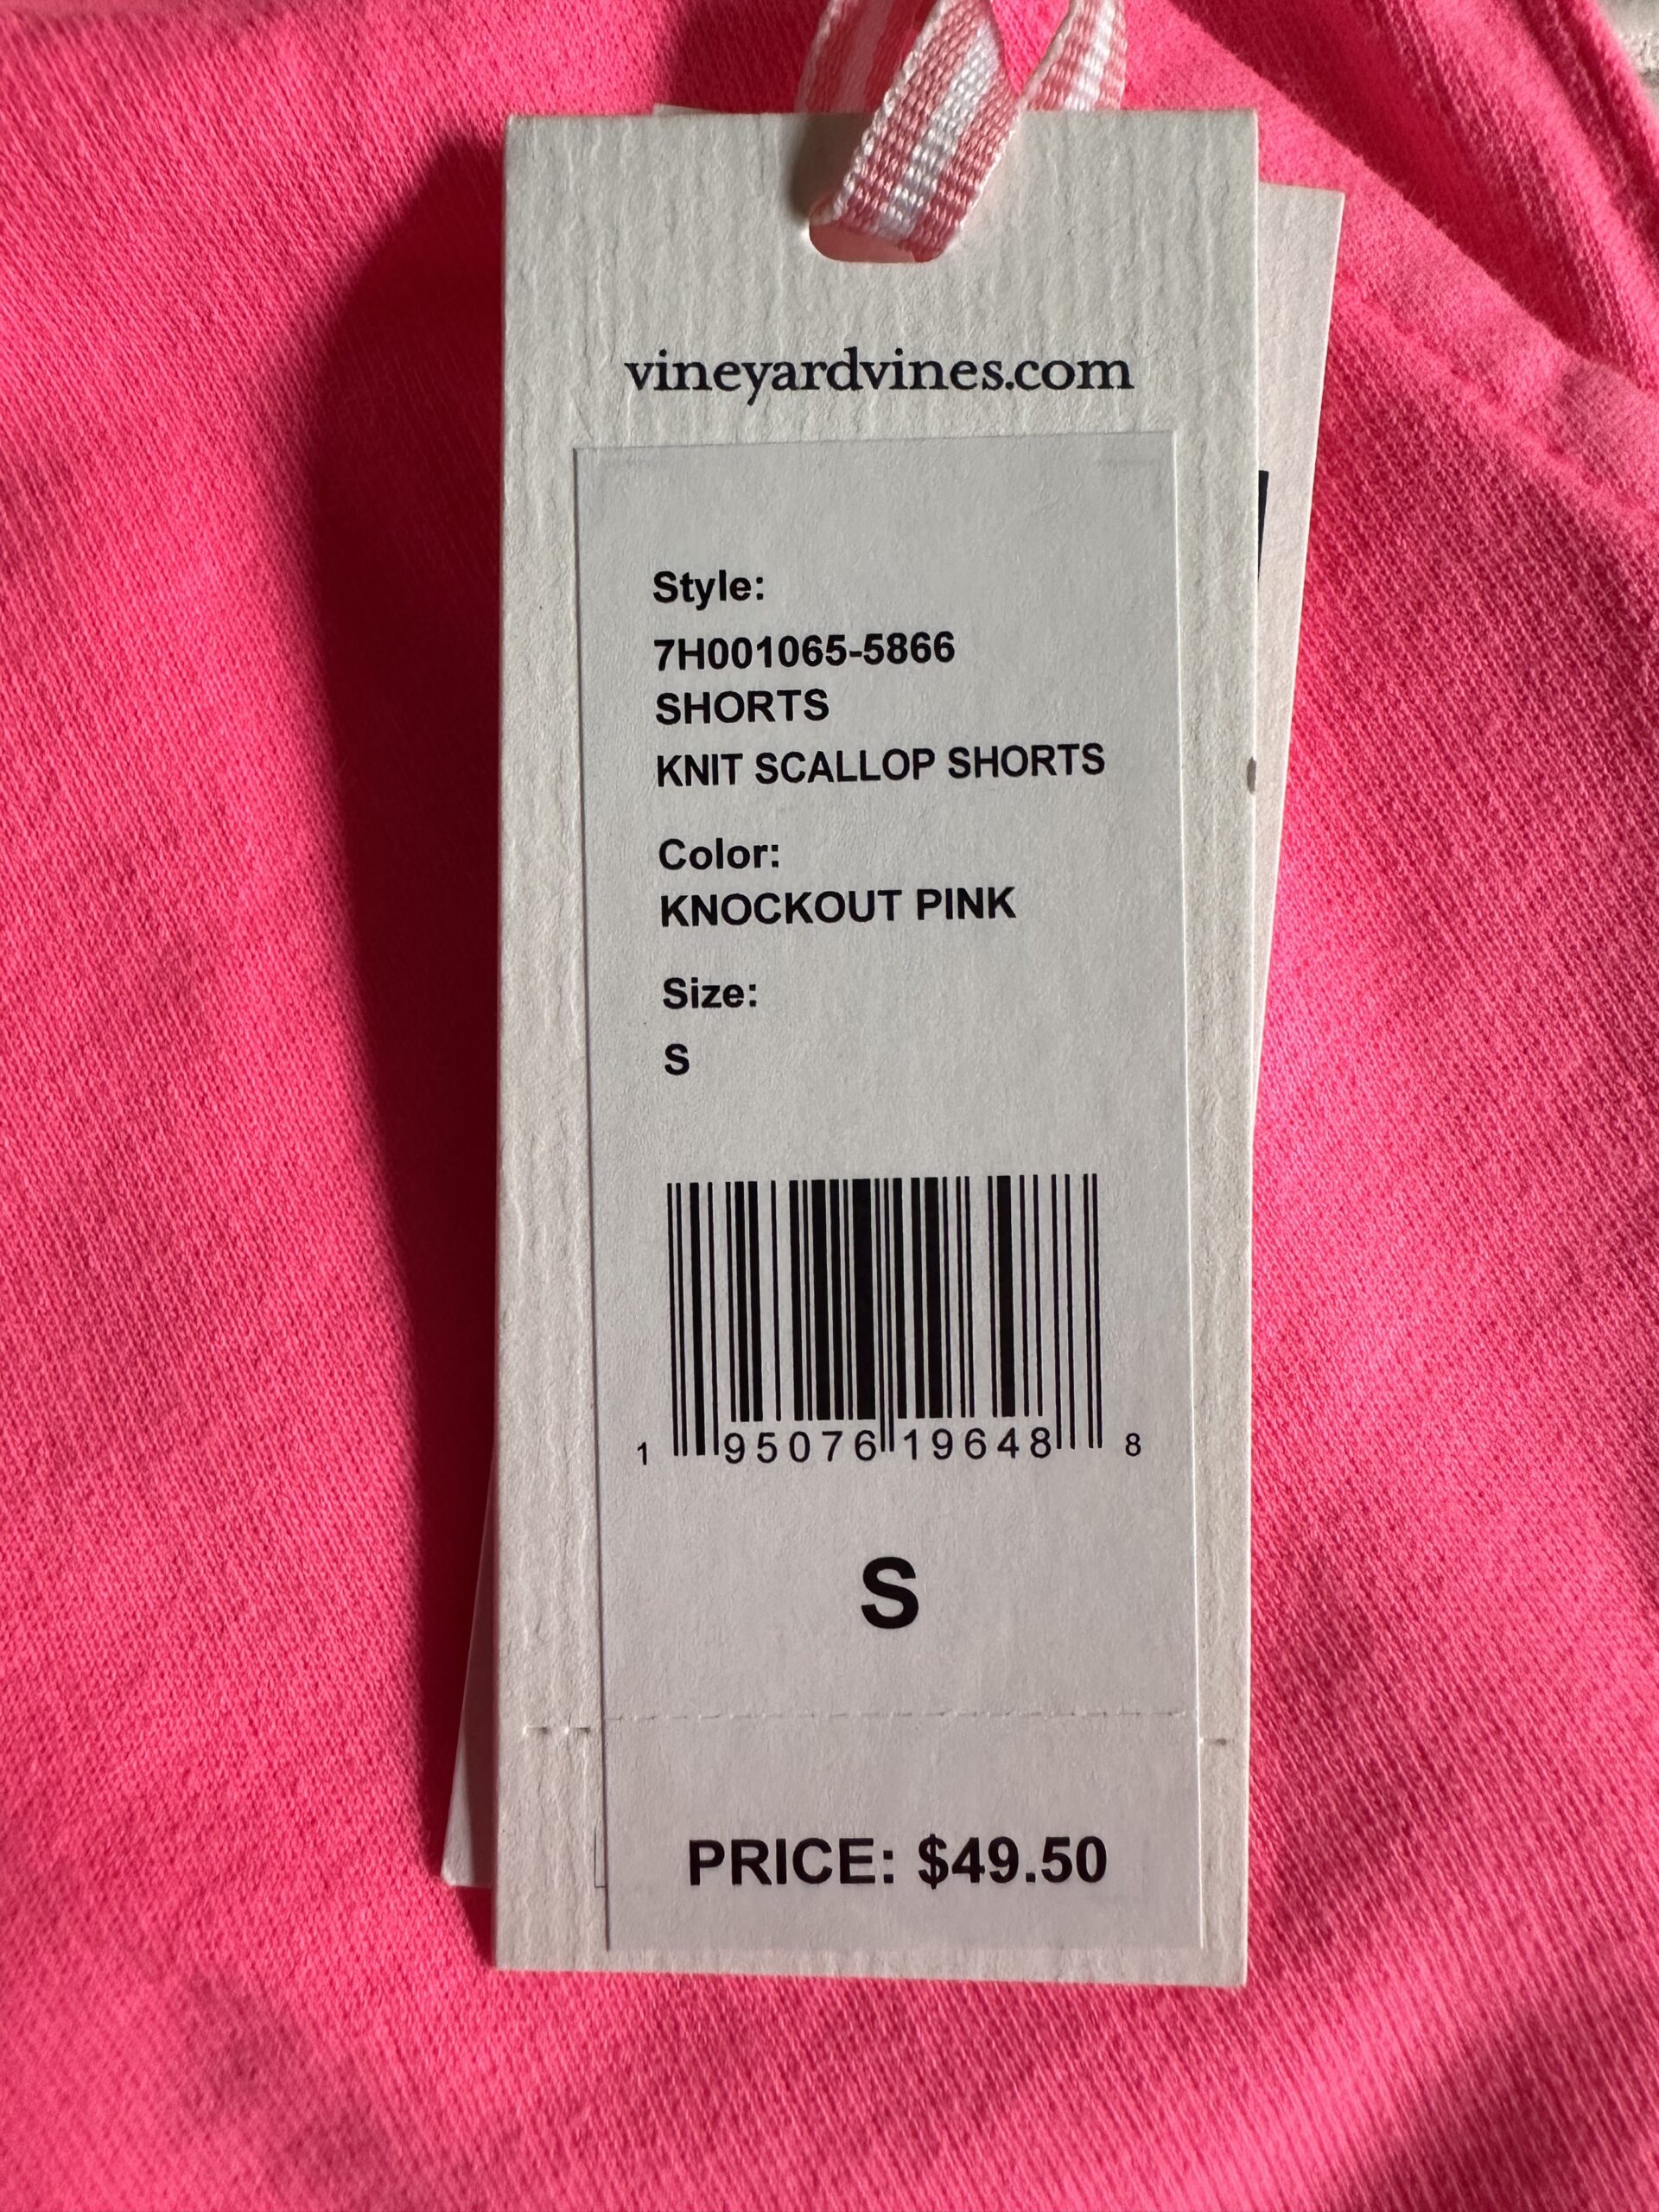 vineyardvines.com
Style:
7H001065-5866
SHORTS
KNIT SCALLOP SHORTS
Color:
KNOCKOUT PINK
Size:
S
1 95076 19648 8
S
PRICE: $49.50